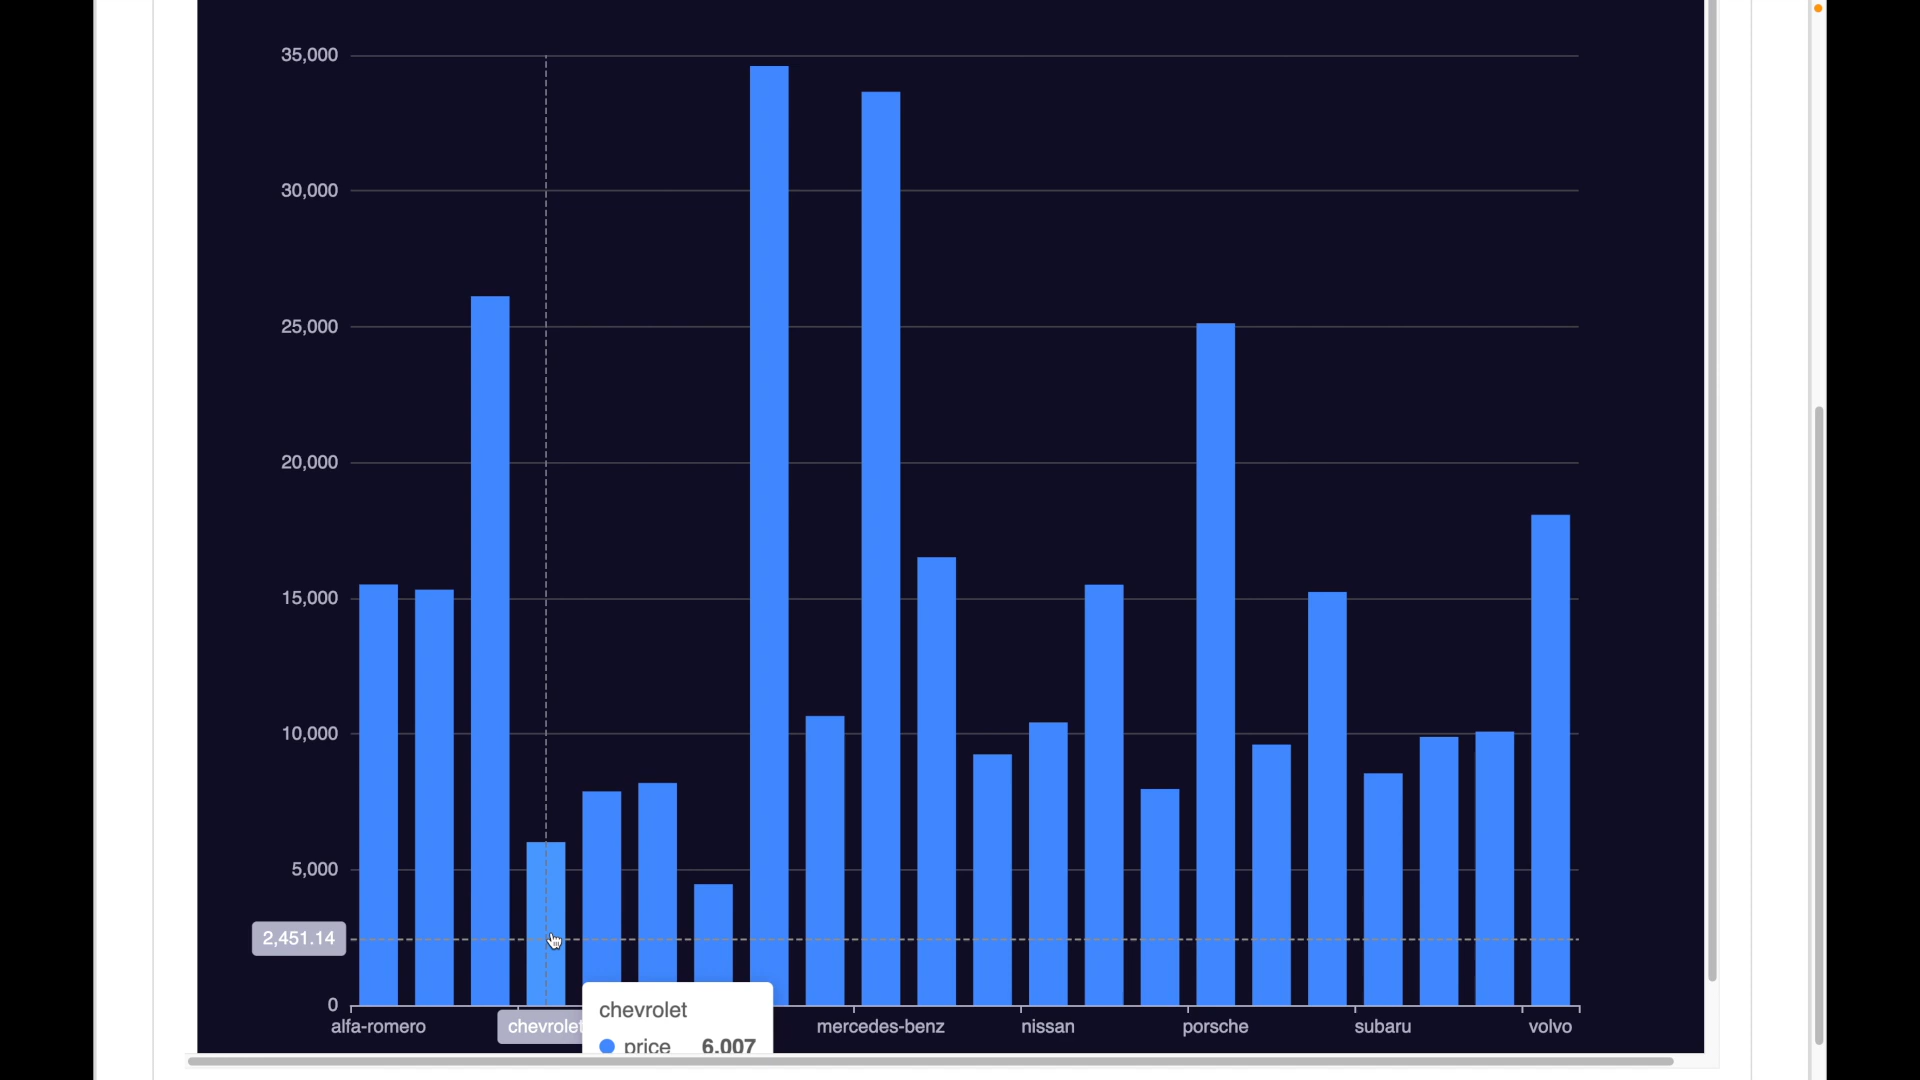 35,000
30,000
25,000
20,000
15,000
10,000
5,000
2,451.14
0
alfa-romero
chevrolet
mercedes-benz
nissan
porsche
subaru
volvo
chevrolet
price 6,007